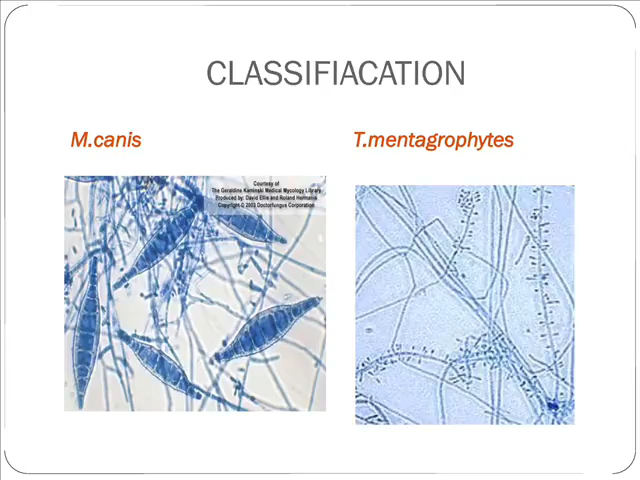 CLASSIFIACATION
M.canis
T.mentagrophytes
Courtesy of
The Geraldine Kaminski Medical Mycology Library
Produced by: David Ellis and Roland Hermanis
Copyright © 2003 Doctorfungus Corporation